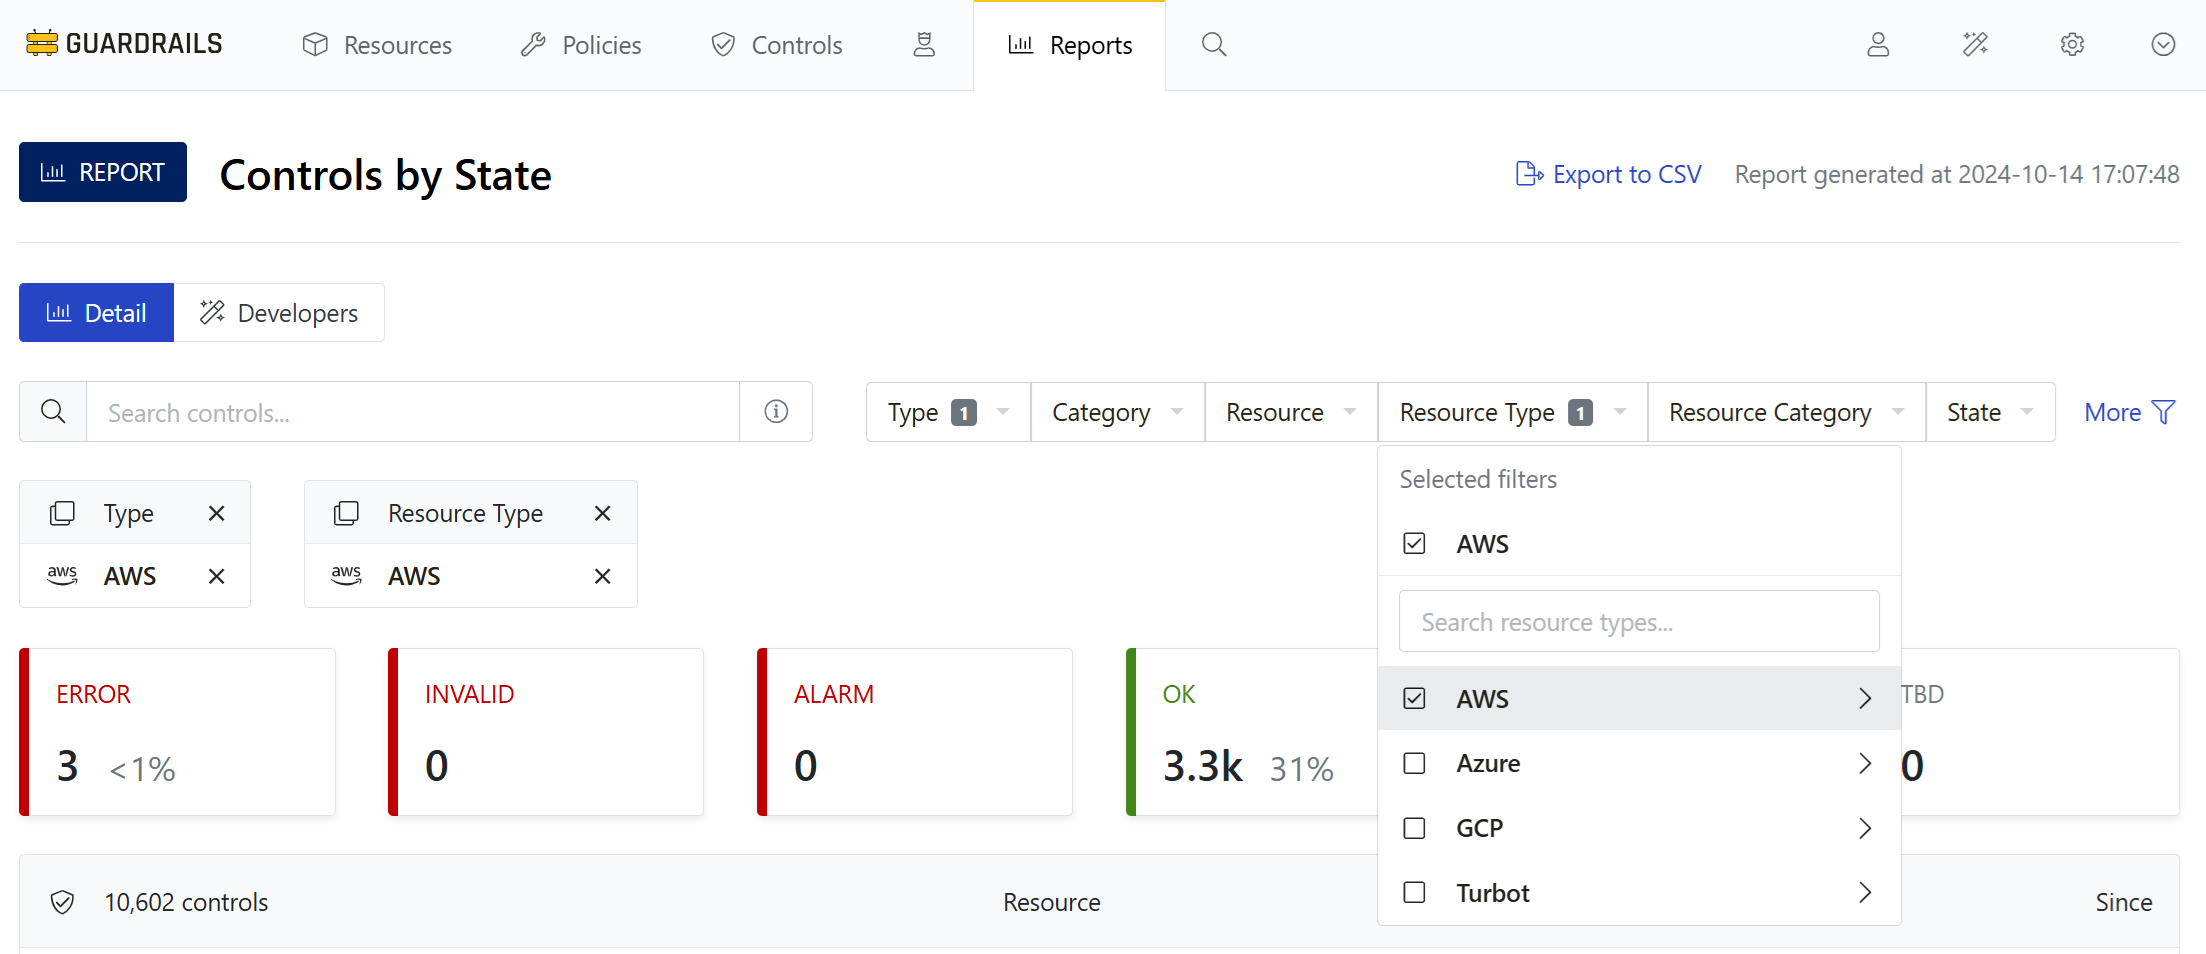 GUARDRAILS Resources Policies Controls Reports
REPORT Controls by State Export to CSV Report generated at 2024-10-14 17:07:48
Detail Developers
Search controls... Type 1 Category Resource Resource Type 1 Resource Category State More
Selected filters
Type Resource Type
AWS
aws AWS aws AWS
Search resource types...
ERROR INVALID ALARM OK AWS TBD
3 <1% 0 0 3.3k 31% Azure 0
GCP
10,602 controls Resource Turbot Since